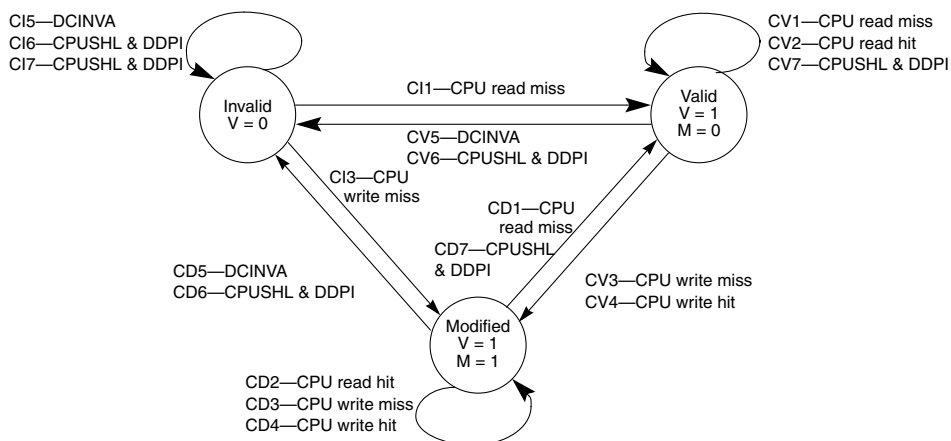 CI5—DCINVA
CI6—CPUSHL & DDPI
CI7—CPUSHL & DDPI
CV1—CPU read miss
CV2—CPU read hit
CV7—CPUSHL & DDPI
Invalid
V = 0
CI1—CPU read miss
Valid
V = 1
M = 0
CV5—DCINVA
CV6—CPUSHL & DDPI
CI3—CPU
write miss
CD1—CPU
read miss
CD7—CPUSHL
& DDPI
CD5—DCINVA
CD6—CPUSHL & DDPI
CV3—CPU write miss
CV4—CPU write hit
Modified
V = 1
M = 1
CD2—CPU read hit
CD3—CPU write miss
CD4—CPU write hit